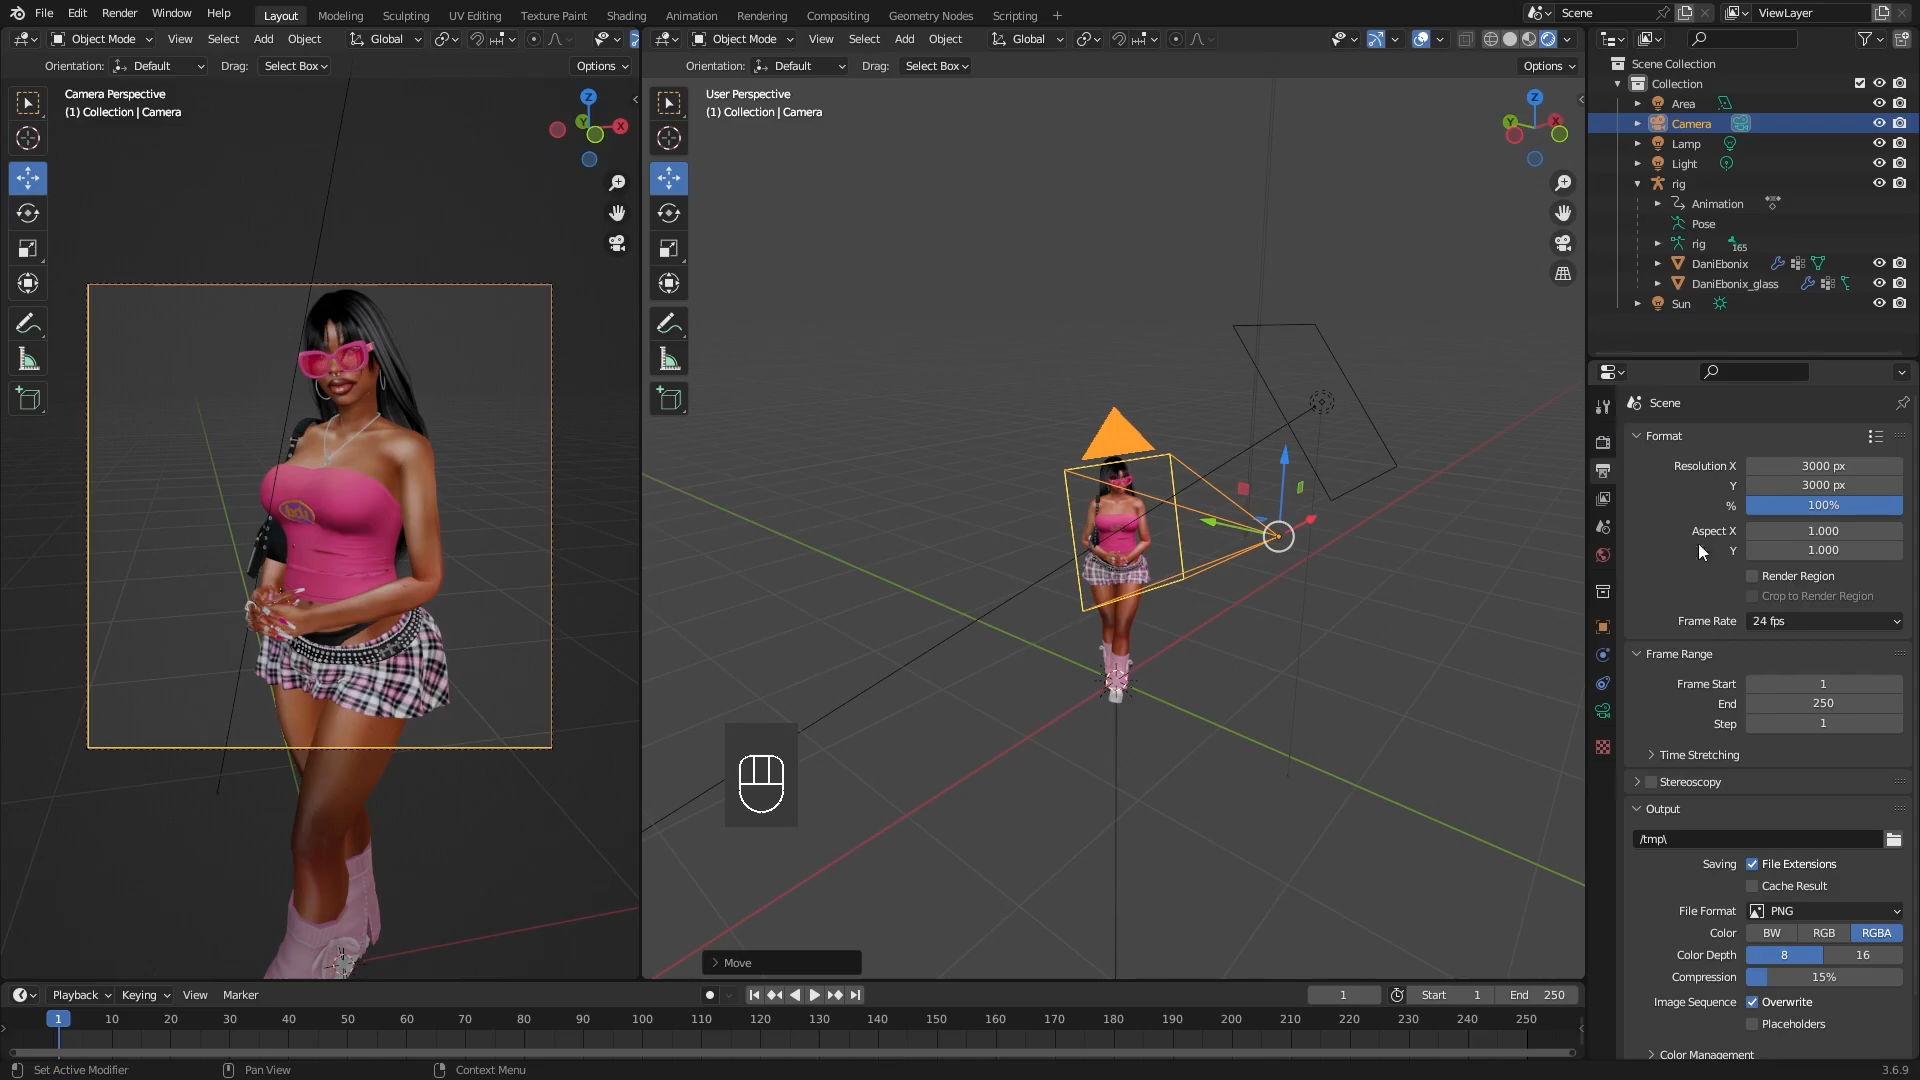 File Edit Render Window Help Layout Modeling Sculpting UV Editing Texture Paint Shading Animation Rendering Compositing Geometry Nodes Scripting + Scene ViewLayer
Object Mode View Select Add Object Global
Object Mode View Select Add Object Global
Orientation: Default Drag: Select Box Options
Orientation: Default Drag: Select Box Options
Camera Perspective
(1) Collection | Camera
User Perspective
(1) Collection | Camera
Z
Y
X
Z
Y
X
Move
Scene Collection
Collection
Area
Camera
Lamp
Light
rig
Animation
Pose
rig 165
DaniEbonix
DaniEbonix_glass
Sun
Scene
Format
Resolution X 3000 px
Y 3000 px
% 100%
Aspect X 1.000
Y 1.000
Render Region
Crop to Render Region
Frame Rate 24 fps
Frame Range
Frame Start 1
End 250
Step 1
Time Stretching
Stereoscopy
Output
/tmp\
Saving File Extensions
Cache Result
File Format PNG
Color BW RGB RGBA
Color Depth 8 16
Compression 15%
Image Sequence Overwrite
Placeholders
Color Management
Playback Keying View Marker 1 Start 1 End 250
1 10 20 30 40 50 60 70 80 90 100 110 120 130 140 150 160 170 180 190 200 210 220 230 240 250
Set Active Modifier Pan View Context Menu 3.6.9